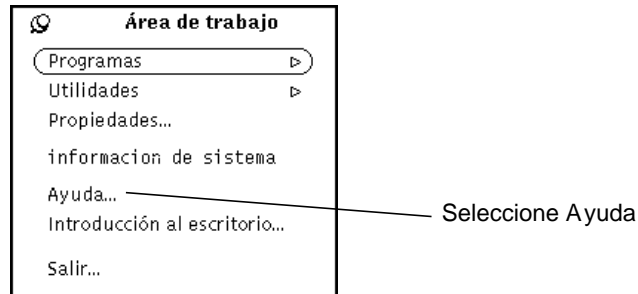 Área de trabajo
Programas
Utilidades
Propiedades...
informacion de sistema
Ayuda...
Introducción al escritorio...
Salir...
Seleccione Ayuda